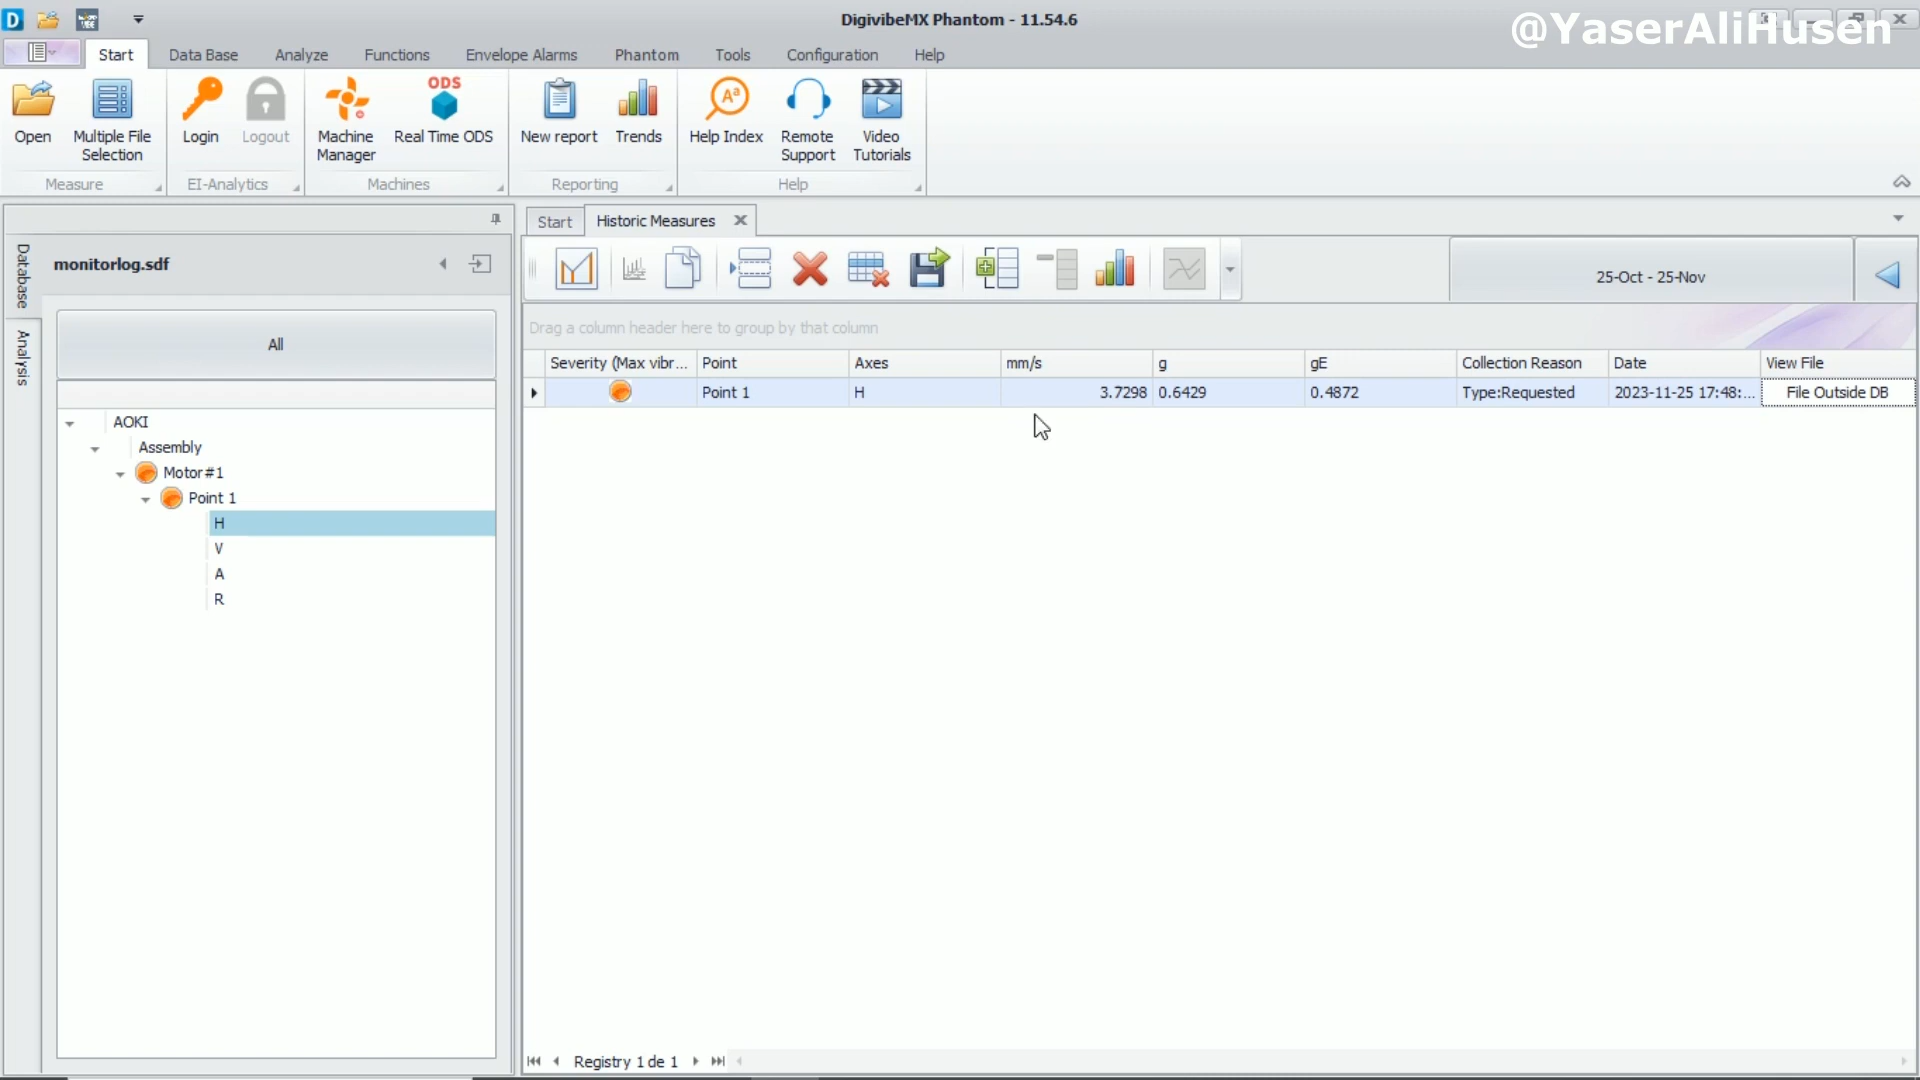 D
DigivibeMX Phantom - 11.54.6
@YaserAliHusen
Start Data Base Analyze Functions Envelope Alarms Phantom Tools Configuration Help
Open
Multiple File
Selection
Measure
Login
Logout
EI-Analytics
Machine
Manager
ODS
Real Time ODS
Machines
New report
Trends
Reporting
Help Index
Remote
Support
Video
Tutorials
Help
Database
Analysis
monitorlog.sdf
All
AOKI
Assembly
Motor#1
Point 1
H
V
A
R
Start Historic Measures
25-Oct - 25-Nov
Drag a column header here to group by that column
Severity (Max vibr... Point Axes mm/s g gE Collection Reason Date View File
Point 1 H 3.7298 0.6429 0.4872 Type:Requested 2023-11-25 17:48:... File Outside DB
Registry 1 de 1